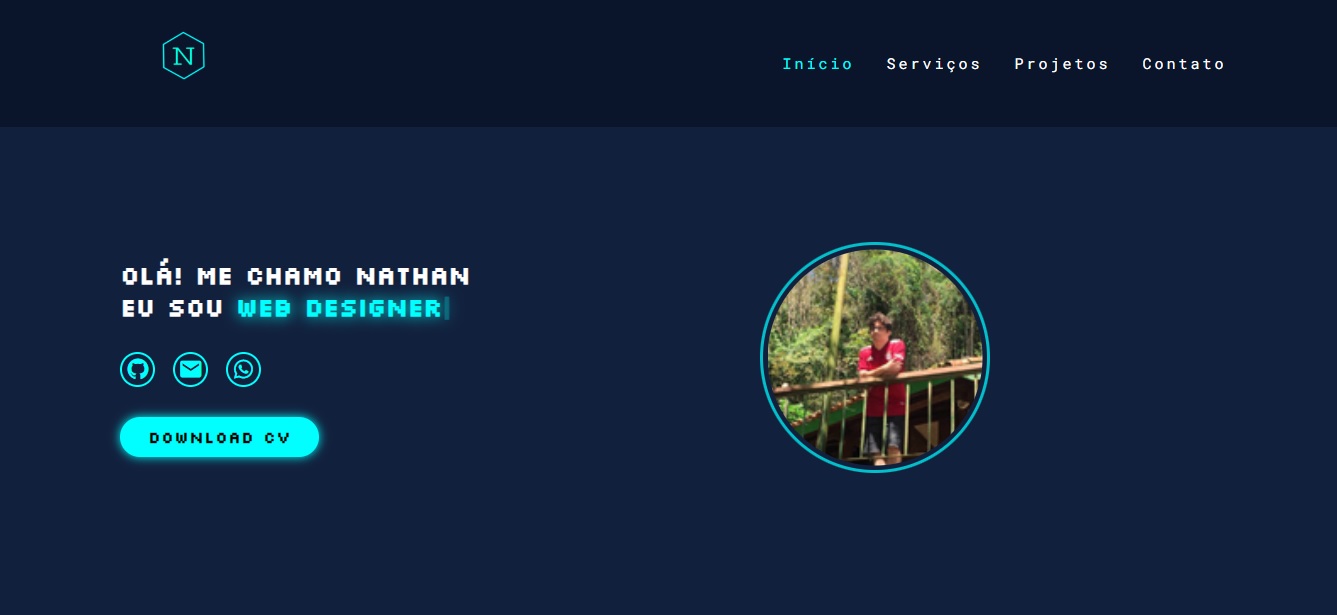 N
Início Serviços Projetos Contato
OLÁ! ME CHAMO NATHAN
EU SOU WEB DESIGNER
DOWNLOAD CV